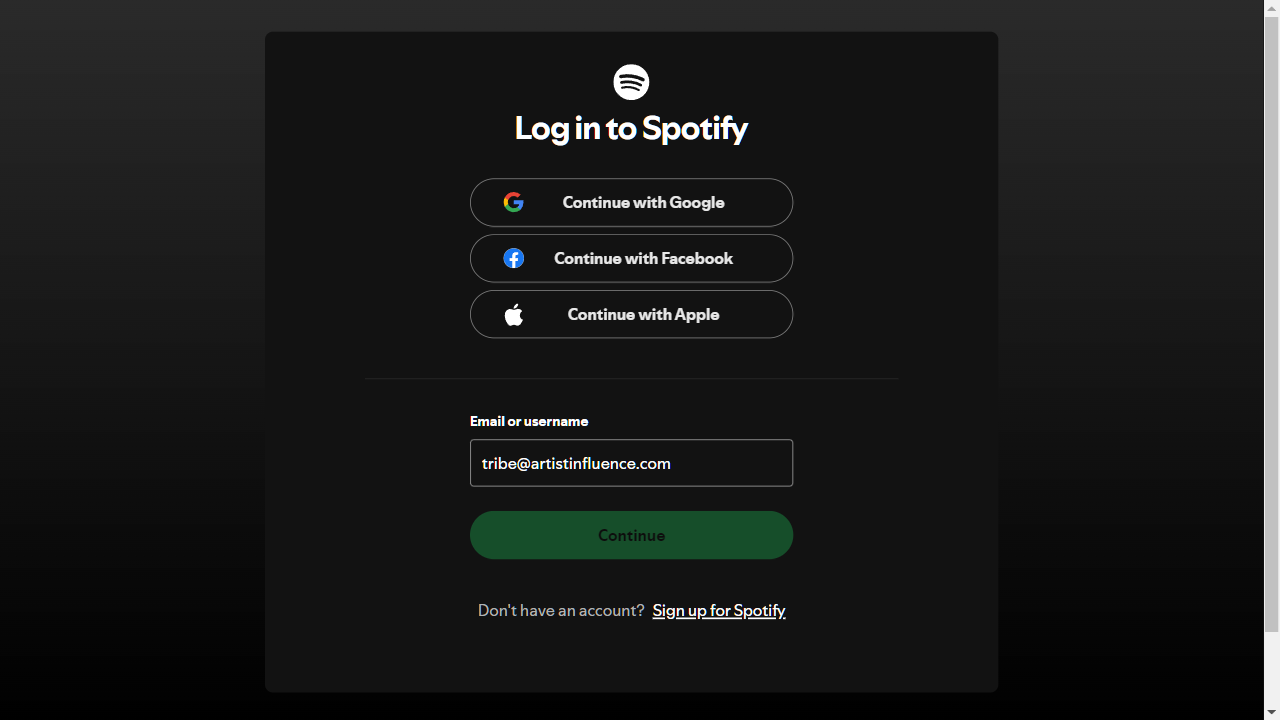 Log in to Spotify
Continue with Google
Continue with Facebook
Continue with Apple
Email or username
tribe@artistinfluence.com
Continue
Don't have an account? Sign up for Spotify